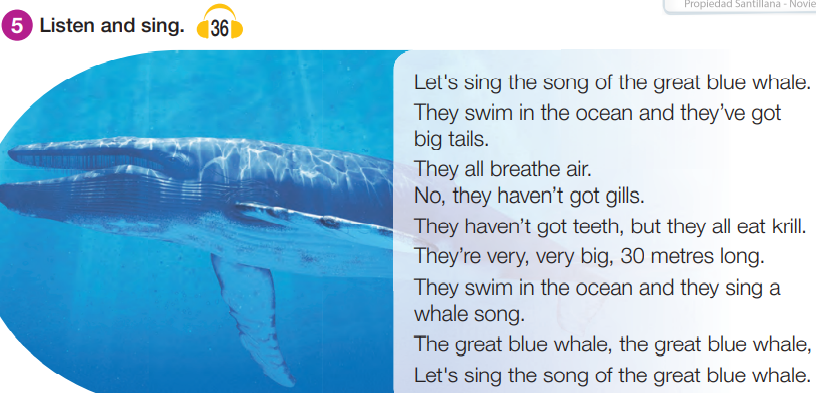 Propiedad Santillana - Novie
5 Listen and sing. 36
Let's sing the song of the great blue whale.
They swim in the ocean and they've got
big tails.
They all breathe air.
No, they haven't got gills.
They haven't got teeth, but they all eat krill.
They're very, very big, 30 metres long.
They swim in the ocean and they sing a
whale song.
The great blue whale, the great blue whale,
Let's sing the song of the great blue whale.